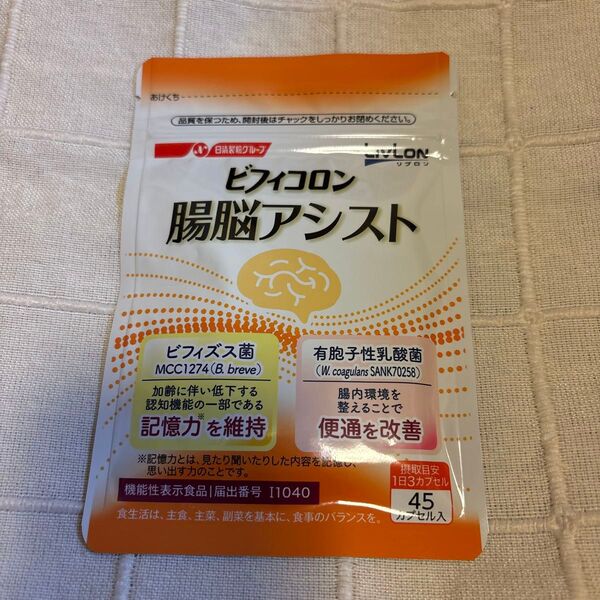 あけくち
品質を保つため、開封後はチャックをしっかりお閉めください。
日清製粉グループ
LIVLON
リブロン
ビフィコロン
腸脳アシスト
ビフィズス菌
MCC1274(B. breve)
加齢に伴い低下する
認知機能の一部である
記憶力※を維持
有胞子性乳酸菌
(W. coagulans SANK70258)
腸内環境を
整えることで
便通を改善
※記憶力とは、見たり聞いたりした内容を記憶し、
思い出す力のことです。
機能性表示食品|届出番号 I1040
摂取目安
1日3カプセル
45
カプセル入
食生活は、主食、主菜、副菜を基本に、食事のバランスを。